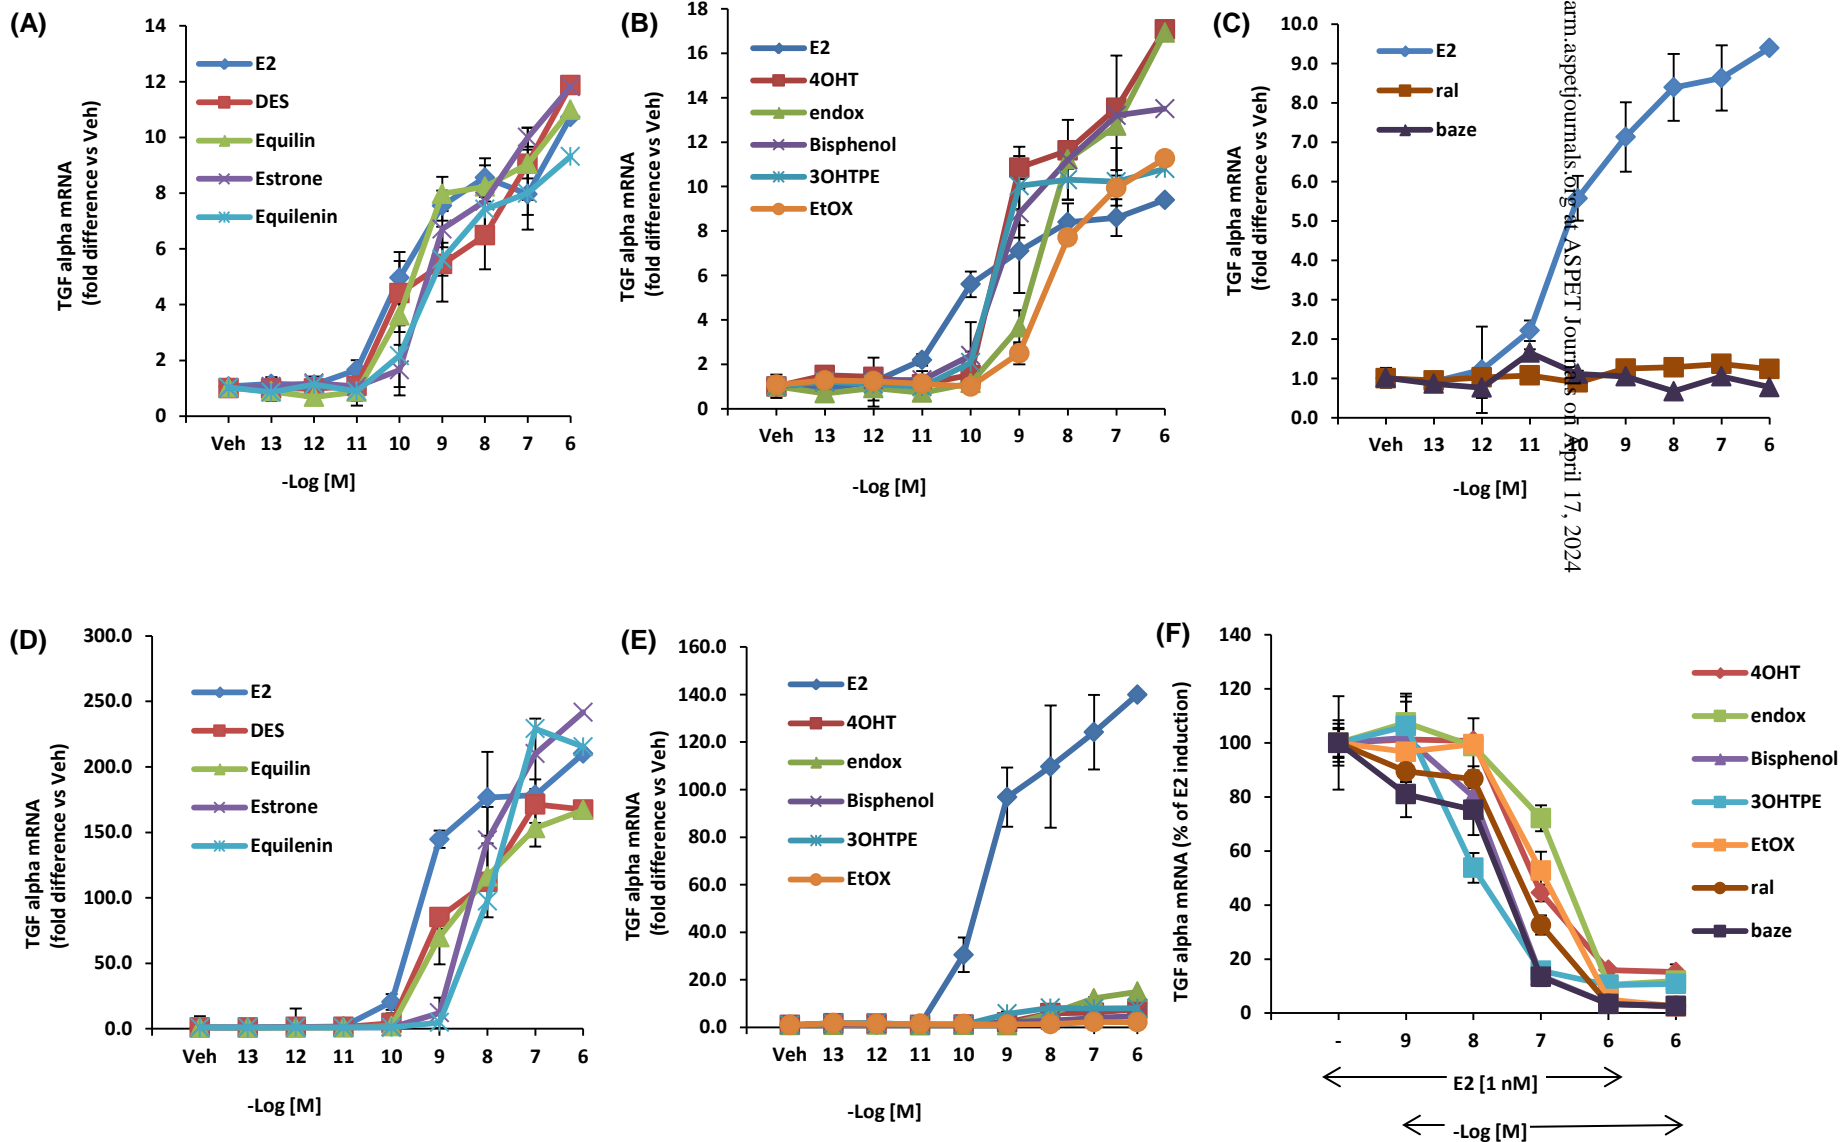 (A)
TGF alpha mRNA
(fold difference vs Veh)
14
12
10
8
6
4
2
0
E2
DES
Equilin
Estrone
Equilenin
Veh 13 12 11 10 9 8 7 6
-Log [M]
(B)
TGF alpha mRNA
(fold difference vs Veh)
18
16
14
12
10
8
6
4
2
0
E2
4OHT
endox
Bisphenol
3OHTPE
EtOX
Veh 13 12 11 10 9 8 7 6
-Log [M]
(C)
TGF alpha mRNA
(fold difference vs Veh)
10.0
9.0
8.0
7.0
6.0
5.0
4.0
3.0
2.0
1.0
0.0
E2
ral
baze
Veh 13 12 11 10 9 8 7 6
-Log [M]
arm.aspetjournals.org at ASPET Journals on April 17, 2024
(D)
TGF alpha mRNA
(fold difference vs Veh)
300.0
250.0
200.0
150.0
100.0
50.0
0.0
E2
DES
Equilin
Estrone
Equilenin
Veh 13 12 11 10 9 8 7 6
-Log [M]
(E)
TGF alpha mRNA
(fold difference vs Veh)
160.0
140.0
120.0
100.0
80.0
60.0
40.0
20.0
0.0
E2
4OHT
endox
Bisphenol
3OHTPE
EtOX
Veh 13 12 11 10 9 8 7 6
-Log [M]
(F)
TGF alpha mRNA (% of E2 induction)
140
120
100
80
60
40
20
0
4OHT
endox
Bisphenol
3OHTPE
EtOX
ral
baze
- 9 8 7 6 6
E2 [1 nM]
-Log [M]